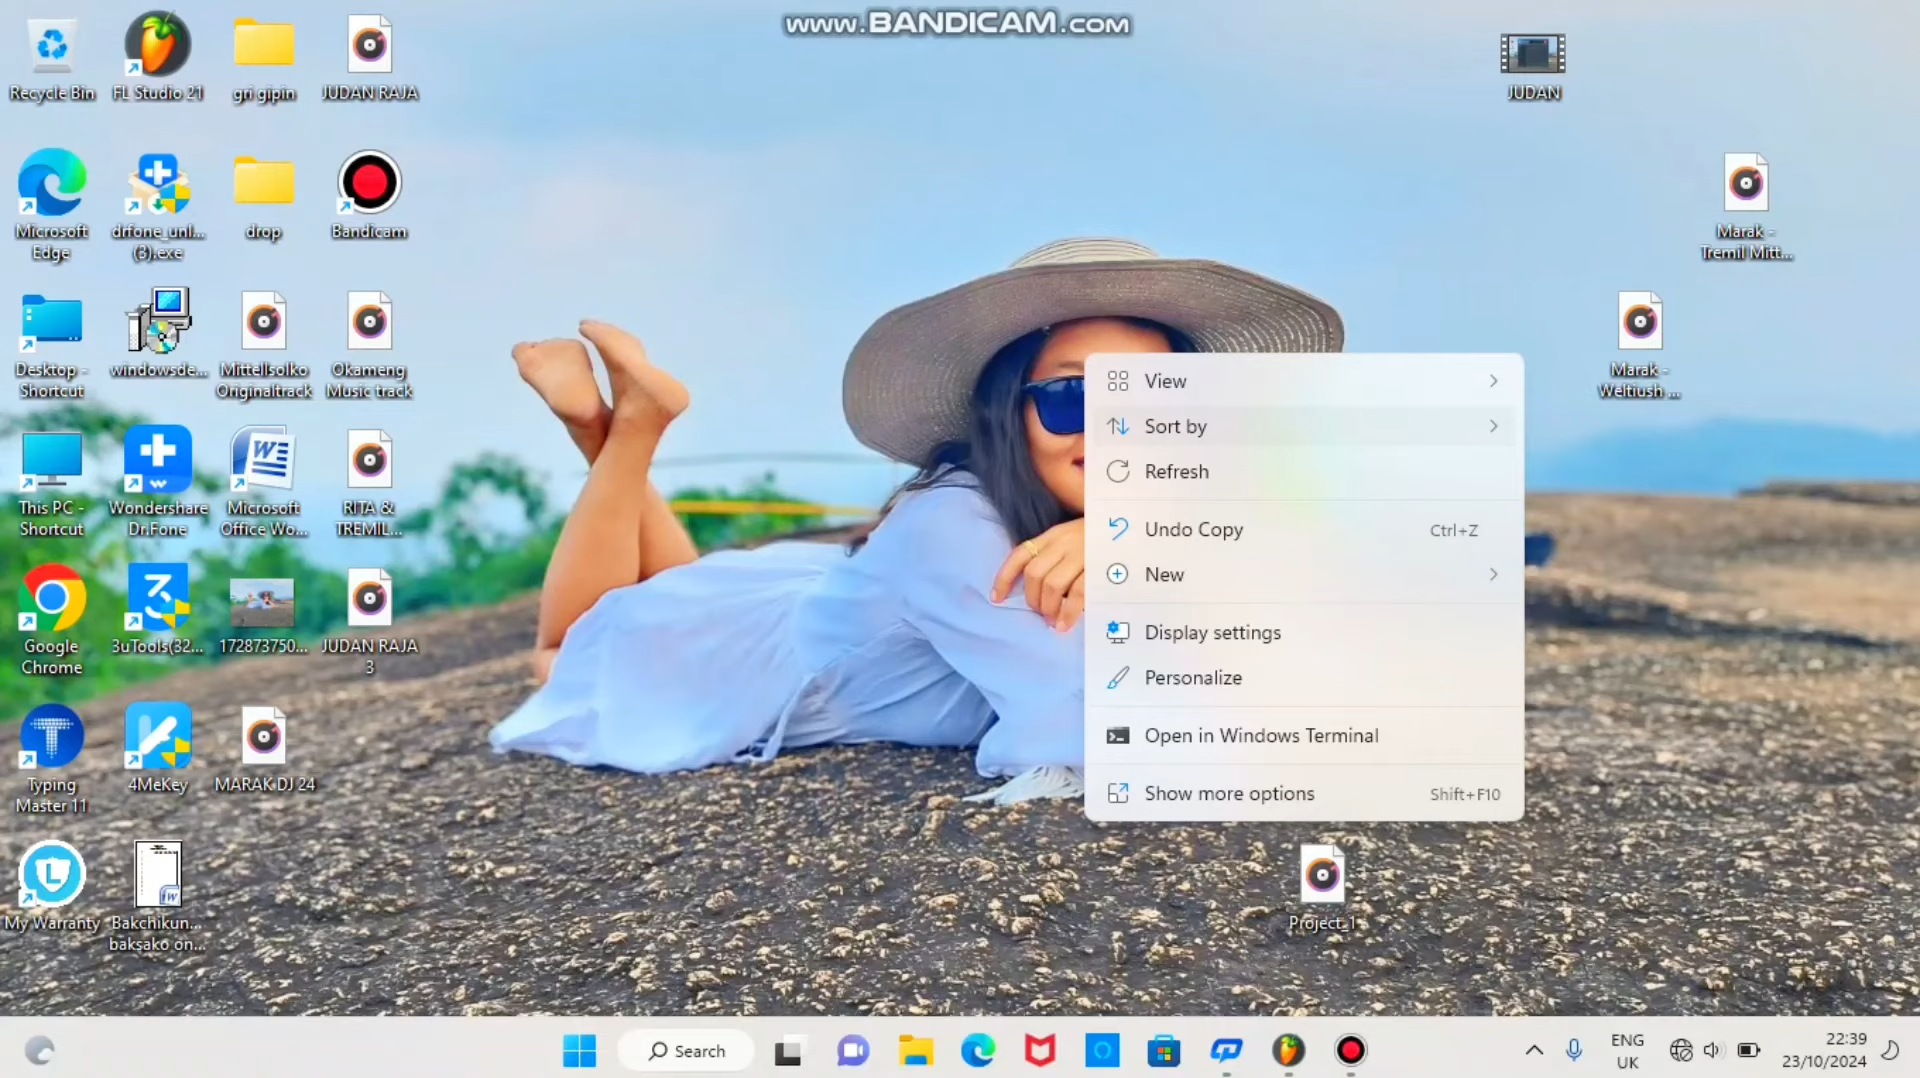 www.BANDICAM.com
Recycle Bin
FL Studio 21
gri gipin
JUDAN RAJA
JUDAN
Microsoft
Edge
drfone_unl...
(3).exe
drop
Bandicam
Marak -
Tremil Mitt...
Desktop -
Shortcut
windowsde...
Mittellsolko
Originaltrack
Okameng
Music track
Marak -
Weltiush ...
This PC -
Shortcut
Wondershare
Dr.Fone
Microsoft
Office Wo...
RITA &
TREMIL...
Google
Chrome
3uTools(32...
172873750...
JUDAN RAJA
3
Typing
Master 11
4MeKey
MARAK DJ 24
My Warranty
Bakchikun...
baksako on...
Project_1
View
Sort by
Refresh
Undo Copy Ctrl+Z
New
Display settings
Personalize
Open in Windows Terminal
Show more options Shift+F10
Search
ENG
UK
22:39
23/10/2024